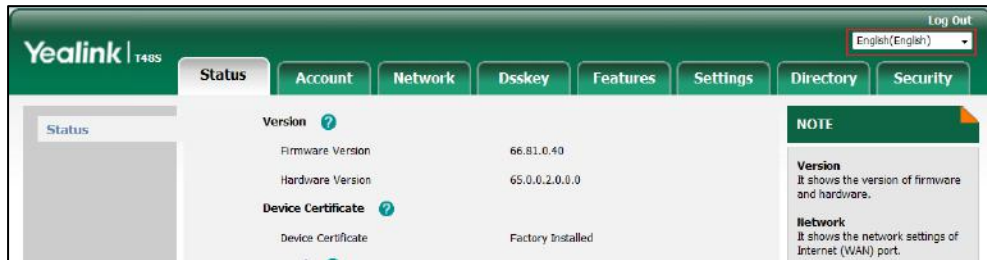 Log Out
English(English)
Yealink T48S
Status Account Network Dsskey Features Settings Directory Security
Status
Version ?
Firmware Version 66.81.0.40
Hardware Version 65.0.0.2.0.0.0
Device Certificate ?
Device Certificate Factory Installed
NOTE
Version
It shows the version of firmware
and hardware.
Network
It shows the network settings of
Internet (WAN) port.